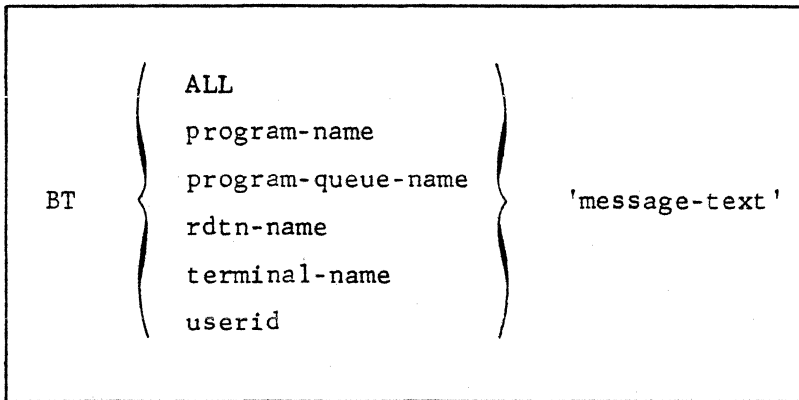 ALL
program-name
program-queue-name
BT 'message-text'
rdtn-name
terminal-name
userid